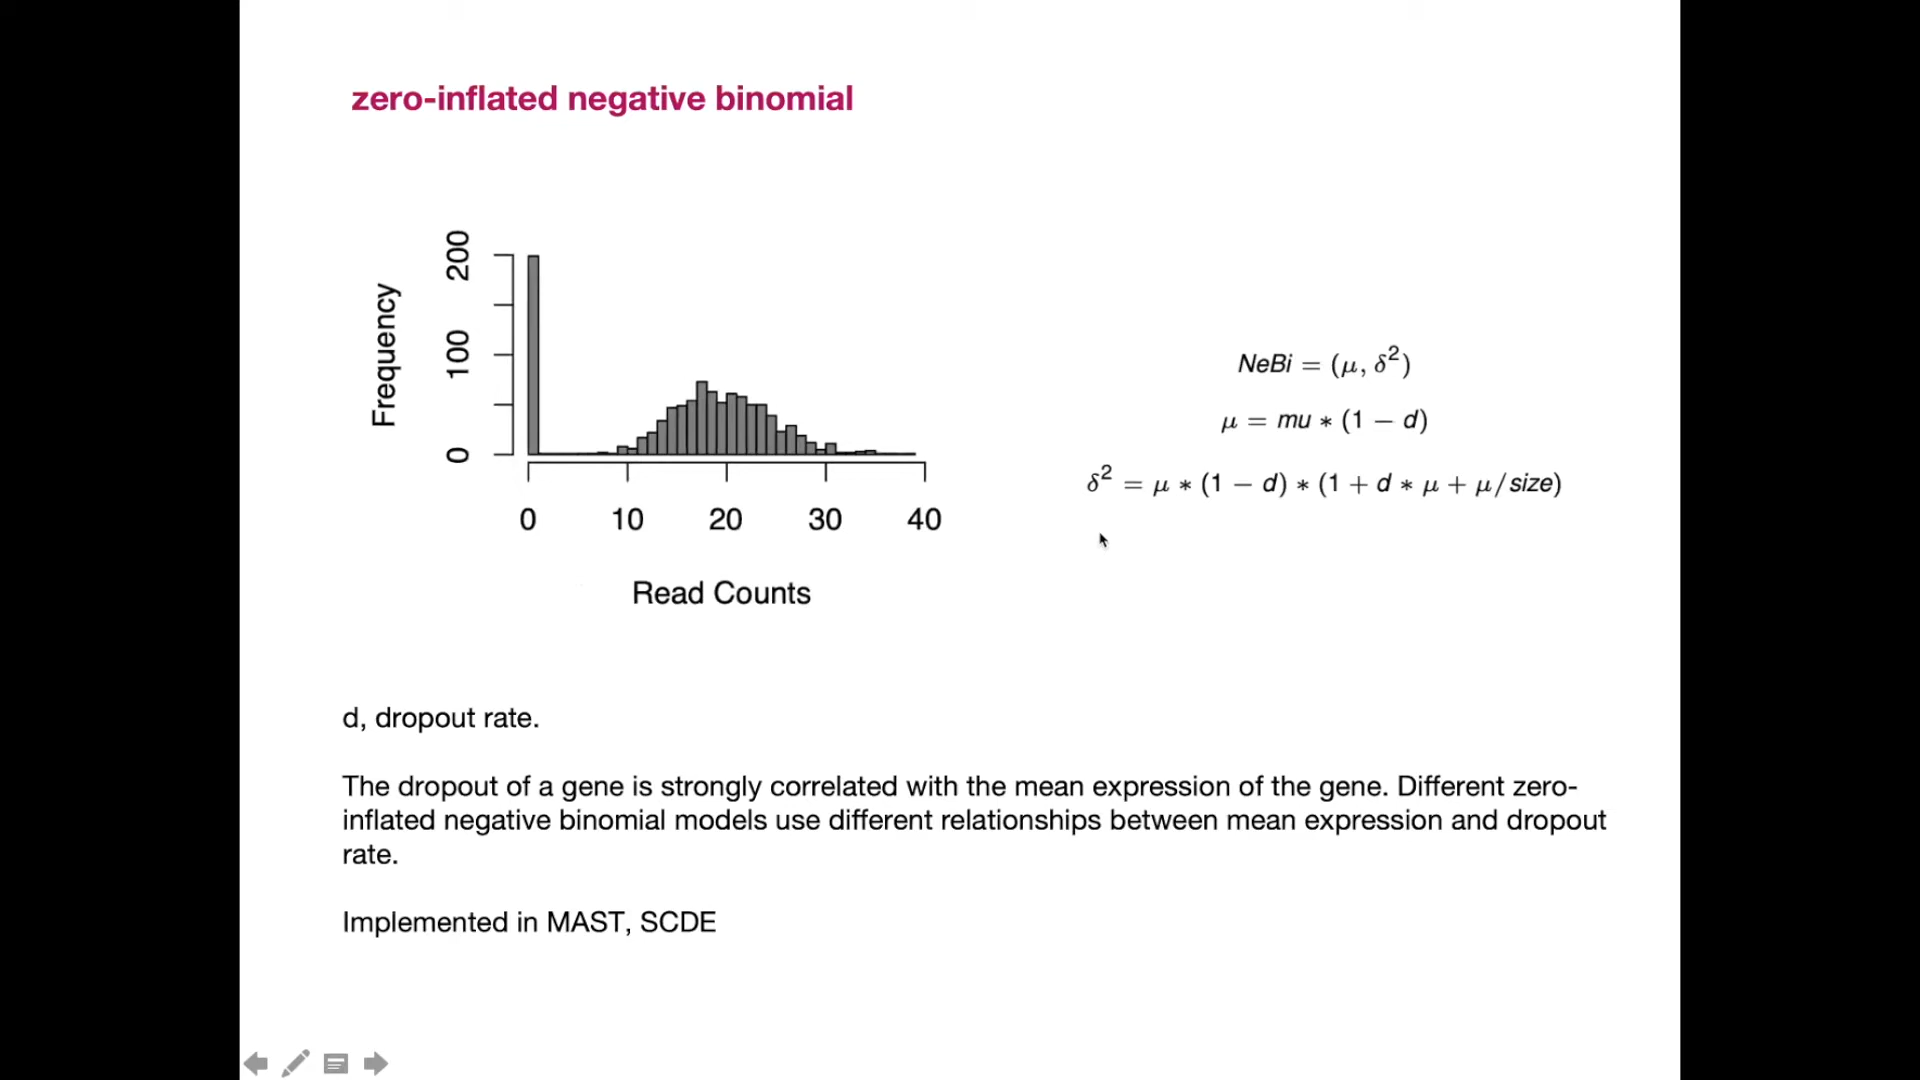 zero-inflated negative binomial
Frequency
200
100
0
0 10 20 30 40
Read Counts
NeBi = (μ, δ²)
μ = mu ∗ (1 − d)
δ² = μ ∗ (1 − d) ∗ (1 + d ∗ μ + μ/size)
d, dropout rate.
The dropout of a gene is strongly correlated with the mean expression of the gene. Different zero-
inflated negative binomial models use different relationships between mean expression and dropout
rate.
Implemented in MAST, SCDE